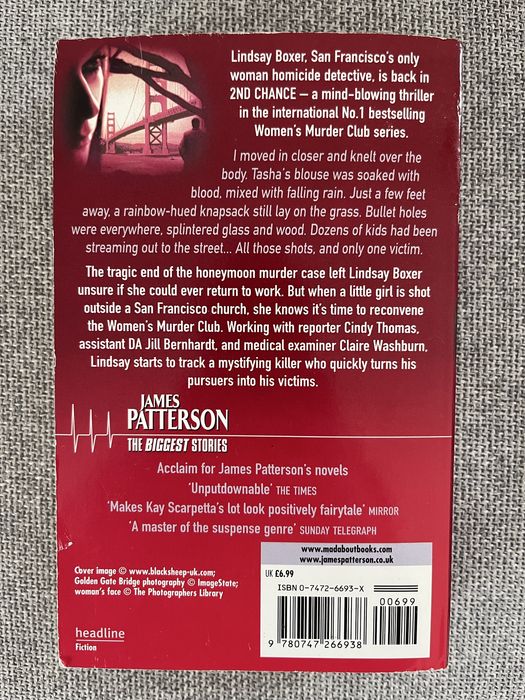 Lindsay Boxer, San Francisco's only
woman homicide detective, is back in
2ND CHANCE – a mind-blowing thriller
in the international No.1 bestselling
Women's Murder Club series.
I moved in closer and knelt over the
body. Tasha's blouse was soaked with
blood, mixed with falling rain. Just a few feet
away, a rainbow-hued knapsack still lay on the grass. Bullet holes
were everywhere, splintered glass and wood. Dozens of kids had been
streaming out to the street... All those shots, and only one victim.
The tragic end of the honeymoon murder case left Lindsay Boxer
unsure if she could ever return to work. But when a little girl is shot
outside a San Francisco church, she knows it's time to reconvene
the Women's Murder Club. Working with reporter Cindy Thomas,
assistant DA Jill Bernhardt, and medical examiner Claire Washburn,
Lindsay starts to track a mystifying killer who quickly turns his
pursuers into his victims.
JAMES
PATTERSON
THE BIGGEST STORIES
Acclaim for James Patterson's novels
'Unputdownable' THE TIMES
'Makes Kay Scarpetta's lot look positively fairytale' MIRROR
'A master of the suspense genre' SUNDAY TELEGRAPH
www.madaboutbooks.com
www.jamespatterson.co.uk
Cover image © www.blacksheep-uk.com;
Golden Gate Bridge photography © ImageState;
woman's face © The Photographers Library
UK £6.99
ISBN 0-7472-6693-X
00699
9 780747 266938
headline
Fiction